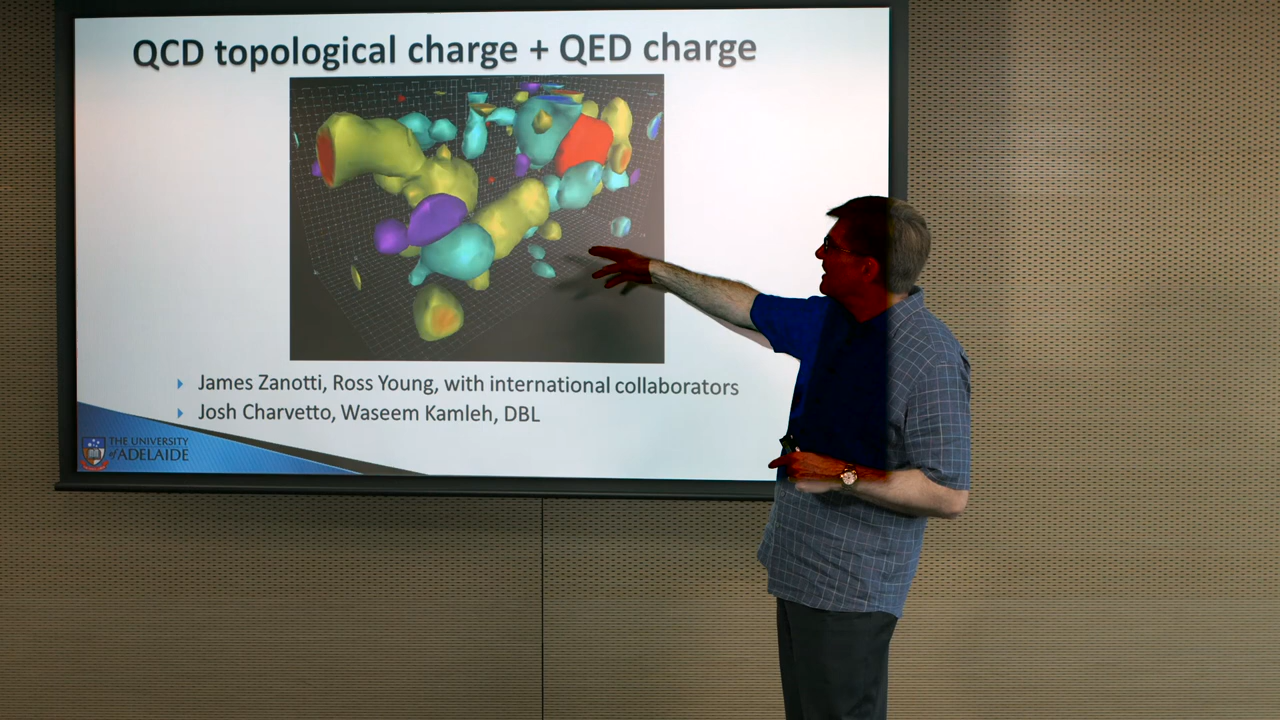 QCD topological charge + QED charge
James Zanotti, Ross Young, with international collaborators
Josh Charvetto, Waseem Kamleh, DBL
THE UNIVERSITY
of ADELAIDE